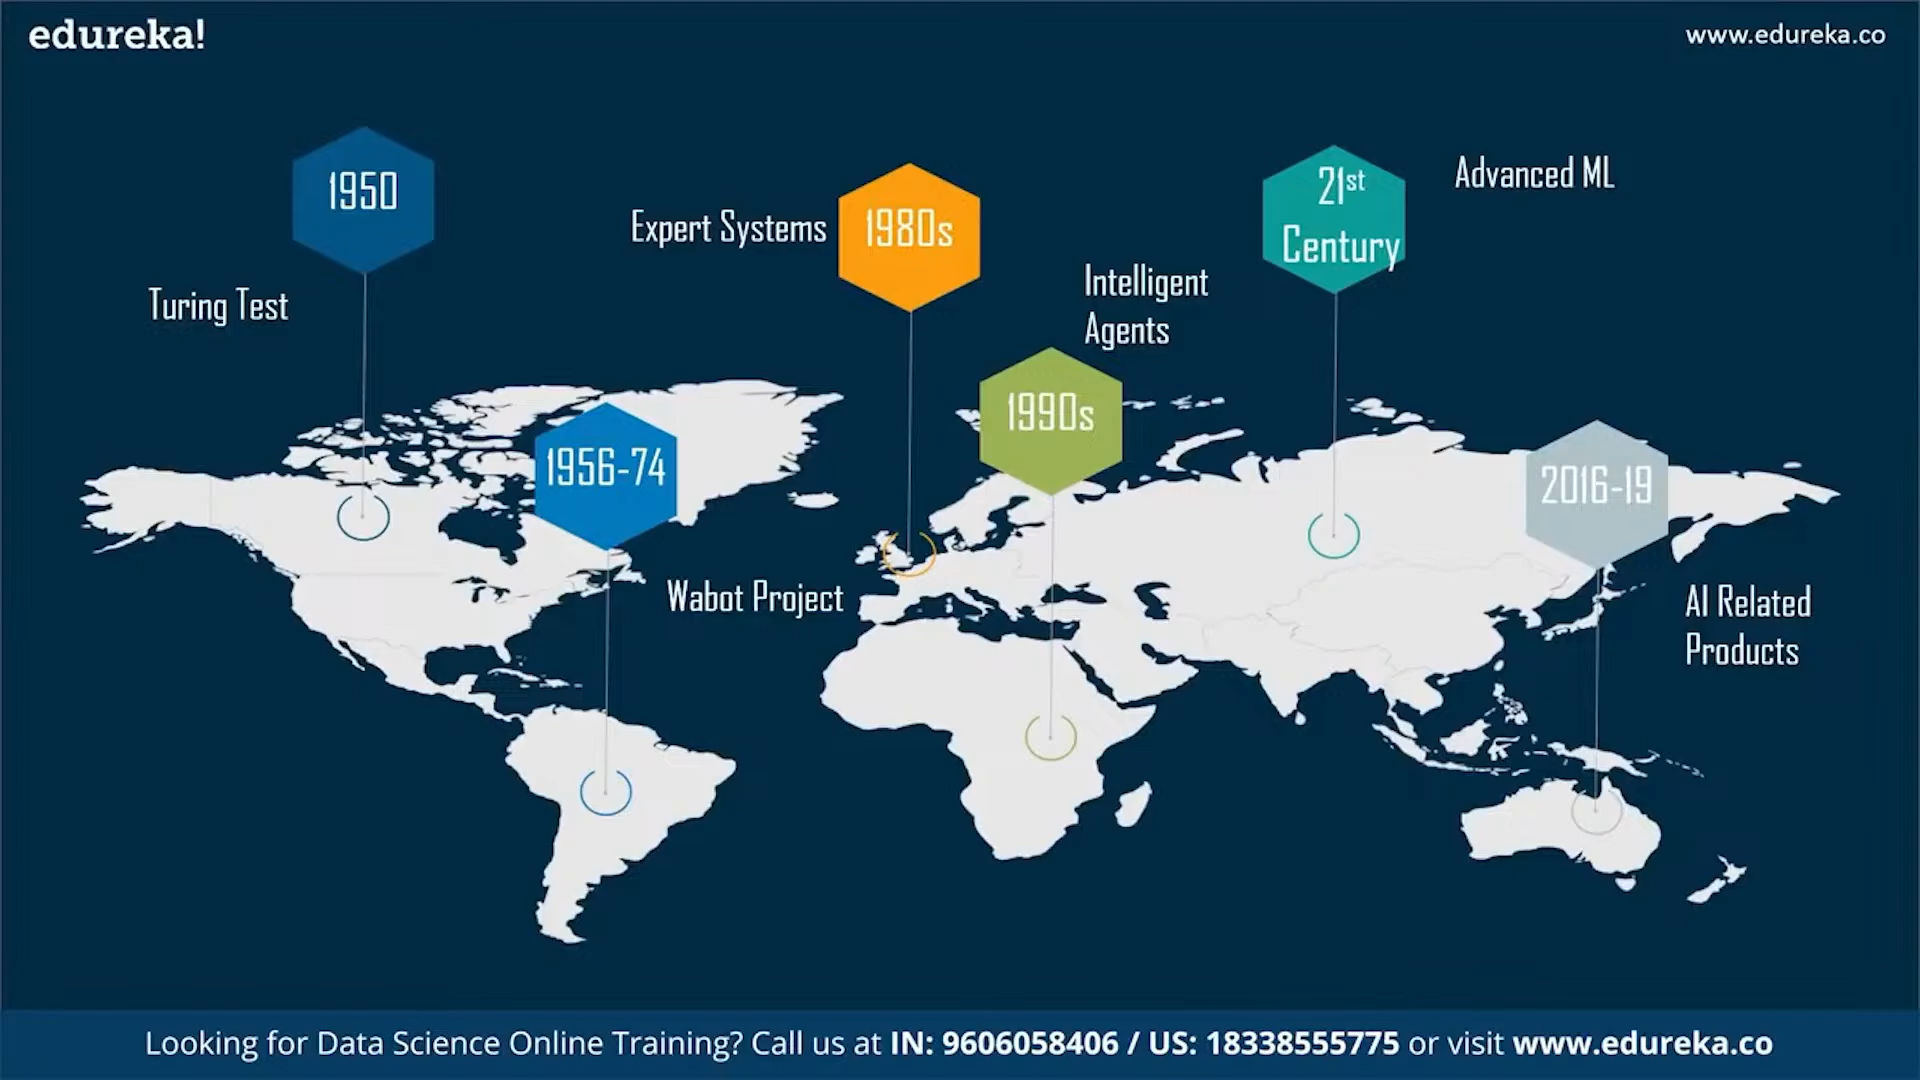 edureka!
www.edureka.co
1950
Turing Test
1956-74
Wabot Project
Expert Systems
1980s
1990s
Intelligent
Agents
21st
Century
Advanced ML
2016-19
AI Related
Products
Looking for Data Science Online Training? Call us at IN: 9606058406 / US: 18338555775 or visit www.edureka.co